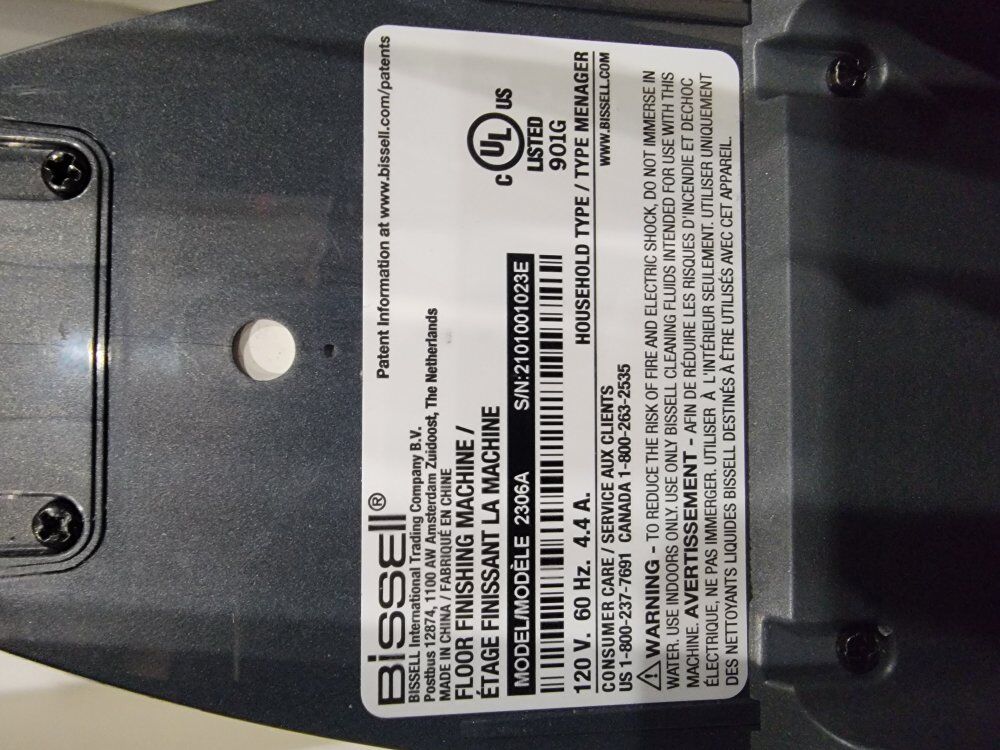 Bissell®
Patent Information at www.bissell.com/patents
BISSELL International Trading Company B.V.
Postbus 12874, 1100 AW Amsterdam Zuidoost, The Netherlands
MADE IN CHINA / FABRIQUÉ EN CHINE
FLOOR FINISHING MACHINE /
ÉTAGE FINISSANT LA MACHINE
C UL US
LISTED
901G
MODEL/MODÈLE 2306A S/N:2101001023E
120 V. 60 Hz. 4.4 A. HOUSEHOLD TYPE / TYPE MENAGER
CONSUMER CARE / SERVICE AUX CLIENTS www.BISSELL.COM
US 1-800-237-7691 CANADA 1-800-263-2535
⚠WARNING – TO REDUCE THE RISK OF FIRE AND ELECTRIC SHOCK, DO NOT IMMERSE IN
WATER. USE INDOORS ONLY. USE ONLY BISSELL CLEANING FLUIDS INTENDED FOR USE WITH THIS
MACHINE. AVERTISSEMENT – AFIN DE RÉDUIRE LES RISQUES D'INCENDIE ET DECHOC
ÉLECTRIQUE, NE PAS IMMERGER. UTILISER À L'INTÉRIEUR SEULEMENT. UTILISER UNIQUEMENT
DES NETTOYANTS LIQUIDES BISSELL DESTINÉS À ÊTRE UTILISÉS AVEC CET APPAREIL.